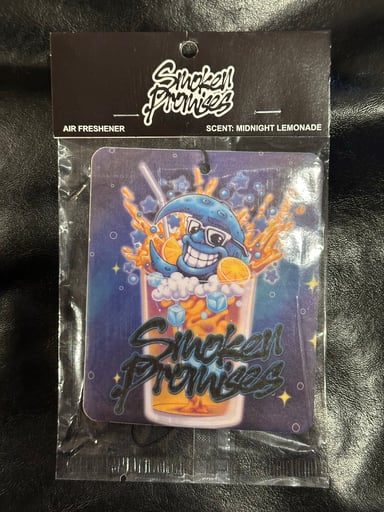 Smoken
Promises
AIR FRESHENER
SCENT: MIDNIGHT LEMONADE
Smoken
Promises